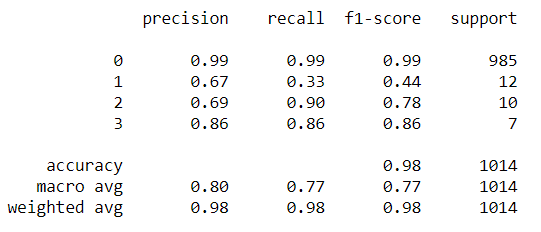 precision recall f1-score support
0 0.99 0.99 0.99 985
1 0.67 0.33 0.44 12
2 0.69 0.90 0.78 10
3 0.86 0.86 0.86 7
accuracy 0.98 1014
macro avg 0.80 0.77 0.77 1014
weighted avg 0.98 0.98 0.98 1014